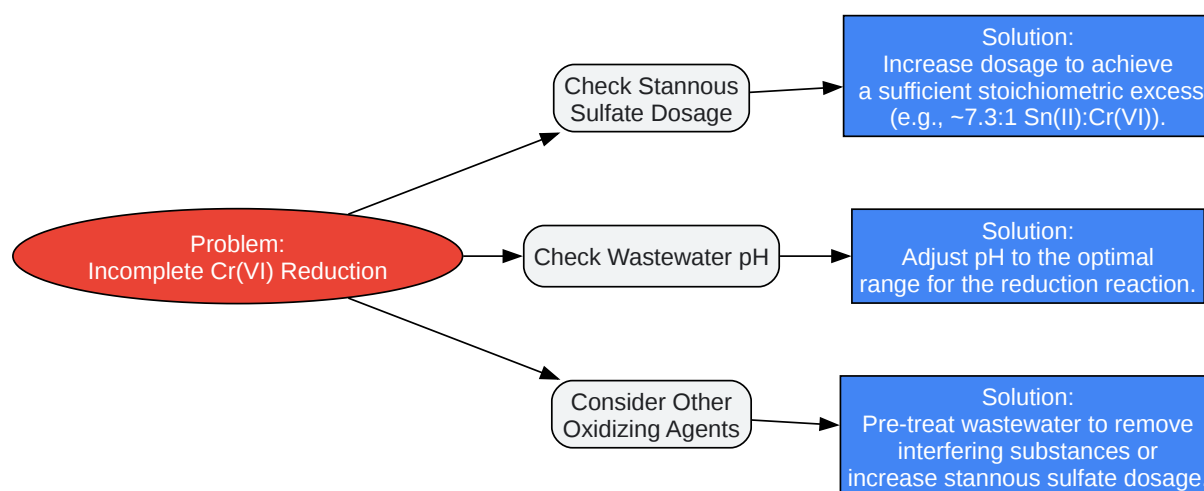 Problem:
Incomplete Cr(VI) Reduction
Check Stannous
Sulfate Dosage
Solution:
Increase dosage to achieve
a sufficient stoichiometric excess
(e.g., ~7.3:1 Sn(II):Cr(VI)).
Check Wastewater pH
Solution:
Adjust pH to the optimal
range for the reduction reaction.
Consider Other
Oxidizing Agents
Solution:
Pre-treat wastewater to remove
interfering substances or
increase stannous sulfate dosage